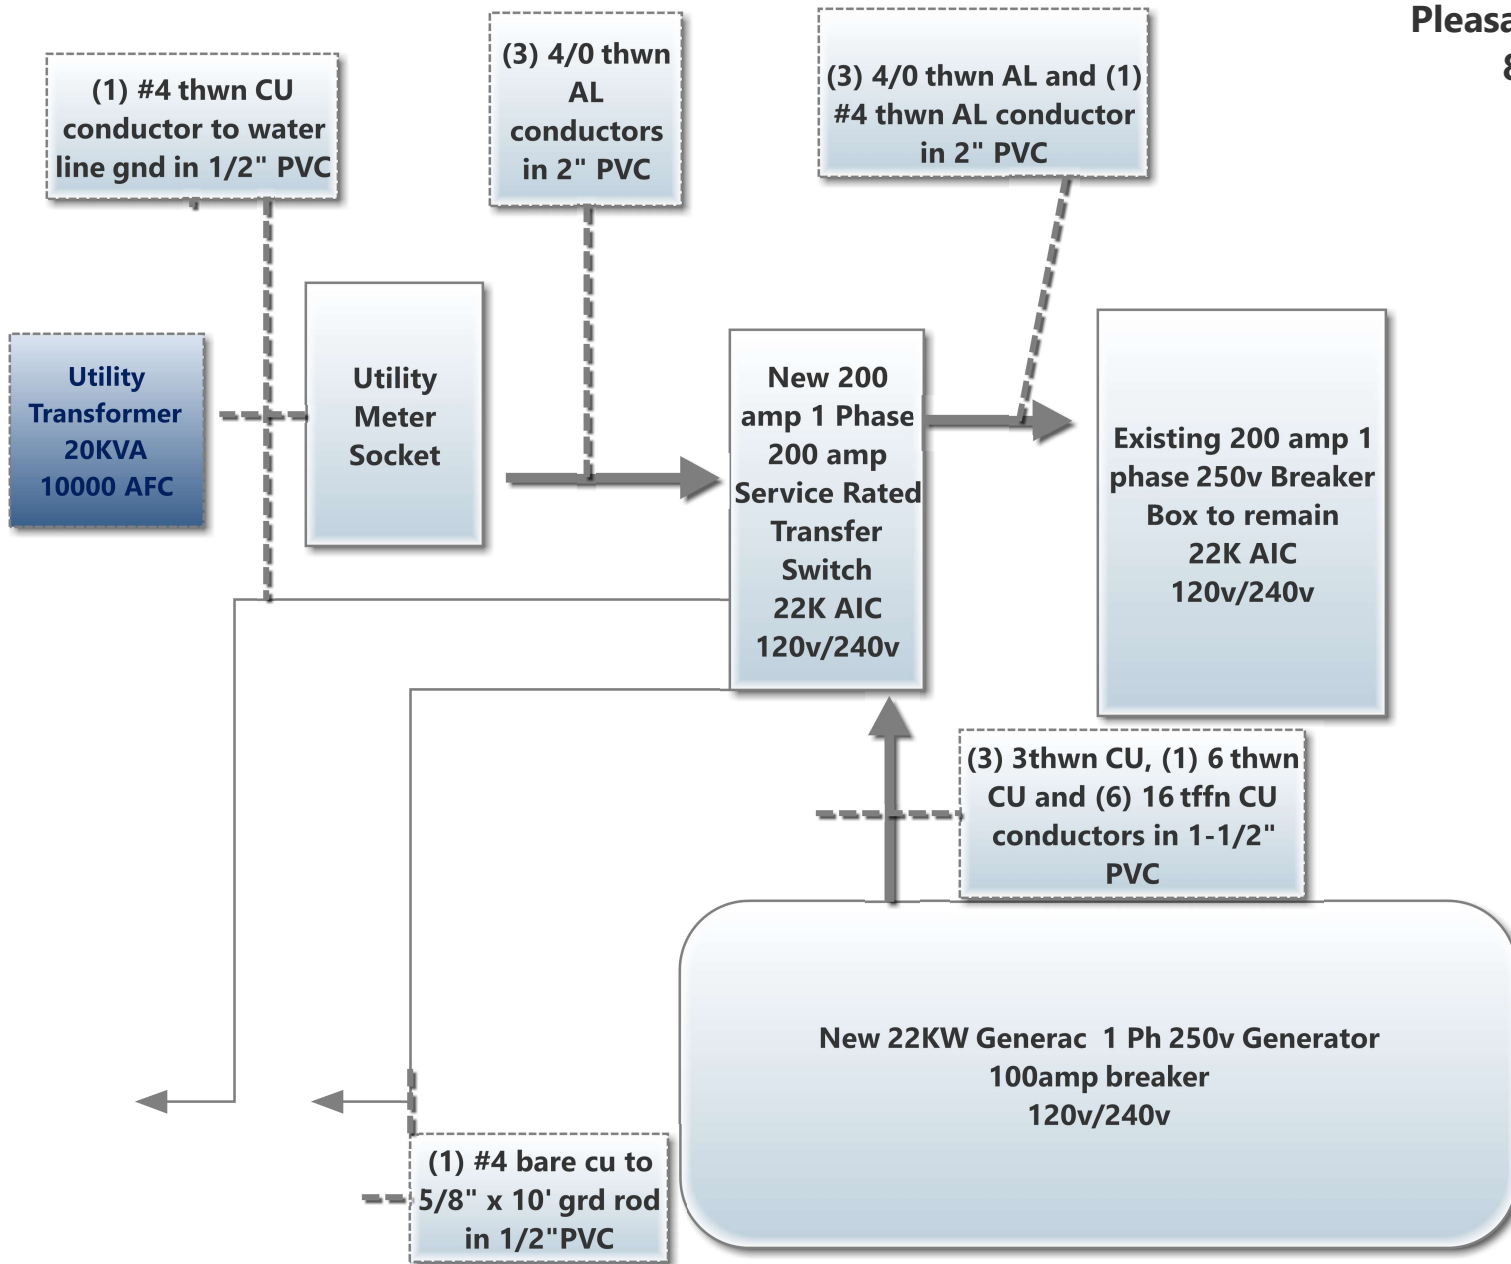 Pleasa
8
(1) #4 thwn CU
conductor to water
line gnd in 1/2" PVC
(3) 4/0 thwn
AL
conductors
in 2" PVC
(3) 4/0 thwn AL and (1)
#4 thwn AL conductor
in 2" PVC
Utility
Transformer
20KVA
10000 AFC
Utility
Meter
Socket
New 200
amp 1 Phase
200 amp
Service Rated
Transfer
Switch
22K AIC
120v/240v
Existing 200 amp 1
phase 250v Breaker
Box to remain
22K AIC
120v/240v
(3) 3thwn CU, (1) 6 thwn
CU and (6) 16 tffn CU
conductors in 1-1/2"
PVC
New 22KW Generac  1 Ph 250v Generator
100amp breaker
120v/240v
(1) #4 bare cu to
5/8" x 10' grd rod
in 1/2"PVC